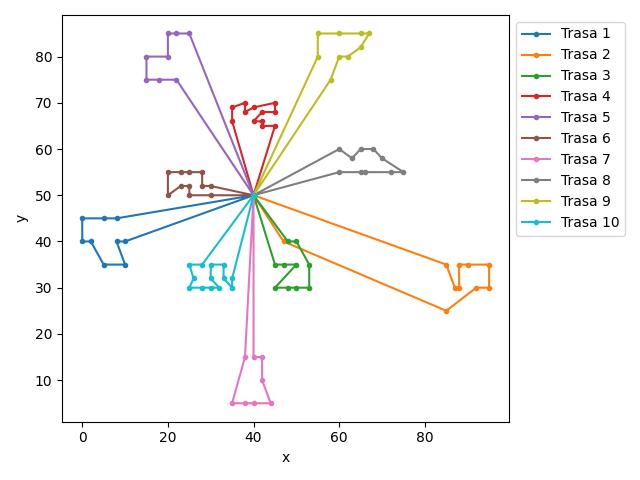 80
70
60
50
40
30
20
10
y
0 20 40 60 80
x
Trasa 1
Trasa 2
Trasa 3
Trasa 4
Trasa 5
Trasa 6
Trasa 7
Trasa 8
Trasa 9
Trasa 10